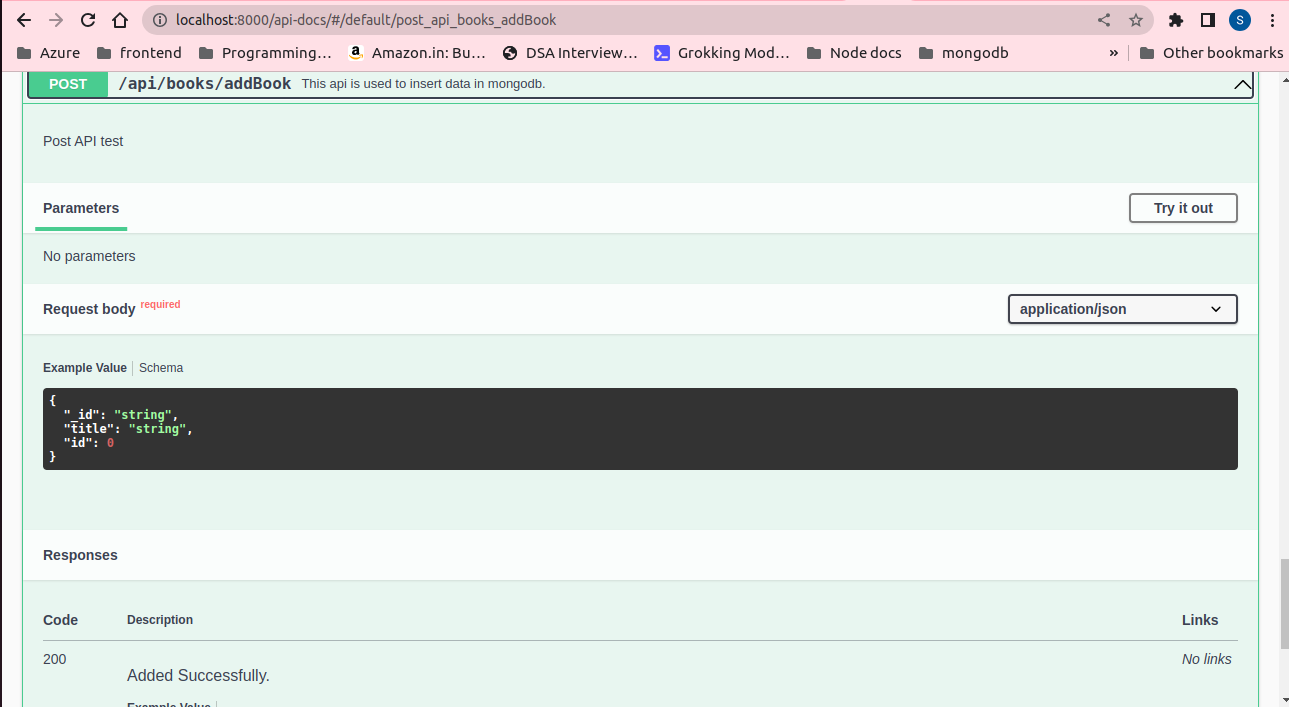 localhost:8000/api-docs/#/default/post_api_books_addBook
S
Azure frontend Programming... Amazon.in: Bu... DSA Interview... Grokking Mod... Node docs mongodb » Other bookmarks
POST /api/books/addBook This api is used to insert data in mongodb.
Post API test
Parameters Try it out
No parameters
Request body required application/json
Example Value Schema
{
"_id": "string",
"title": "string",
"id": 0
}
Responses
Code Description Links
200 No links
Added Successfully.
Example Value